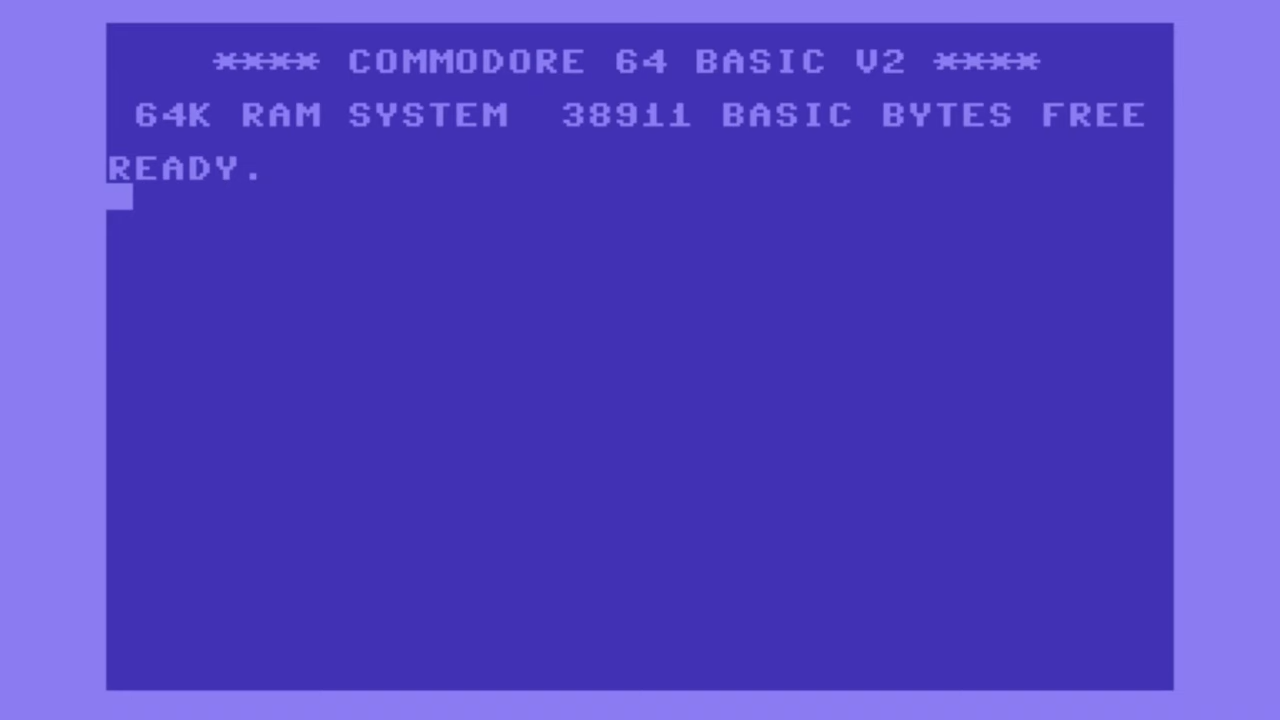 **** COMMODORE 64 BASIC V2 ****
64K RAM SYSTEM  38911 BASIC BYTES FREE
READY.